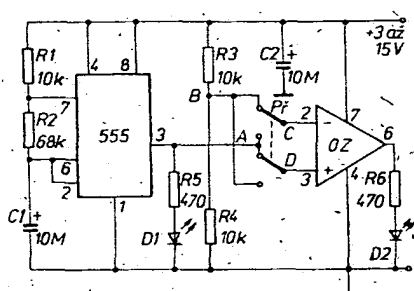 +3 až
15V
R1
10k
4
8
R3
10k
C2 +
10M
7
B
Př
2
C
-
7
R2
68k
555
3
A
OZ
6
6
2
D
3
+
4
R5
470
R6
470
1
C1 +
10M
D1
R4
10k
D2